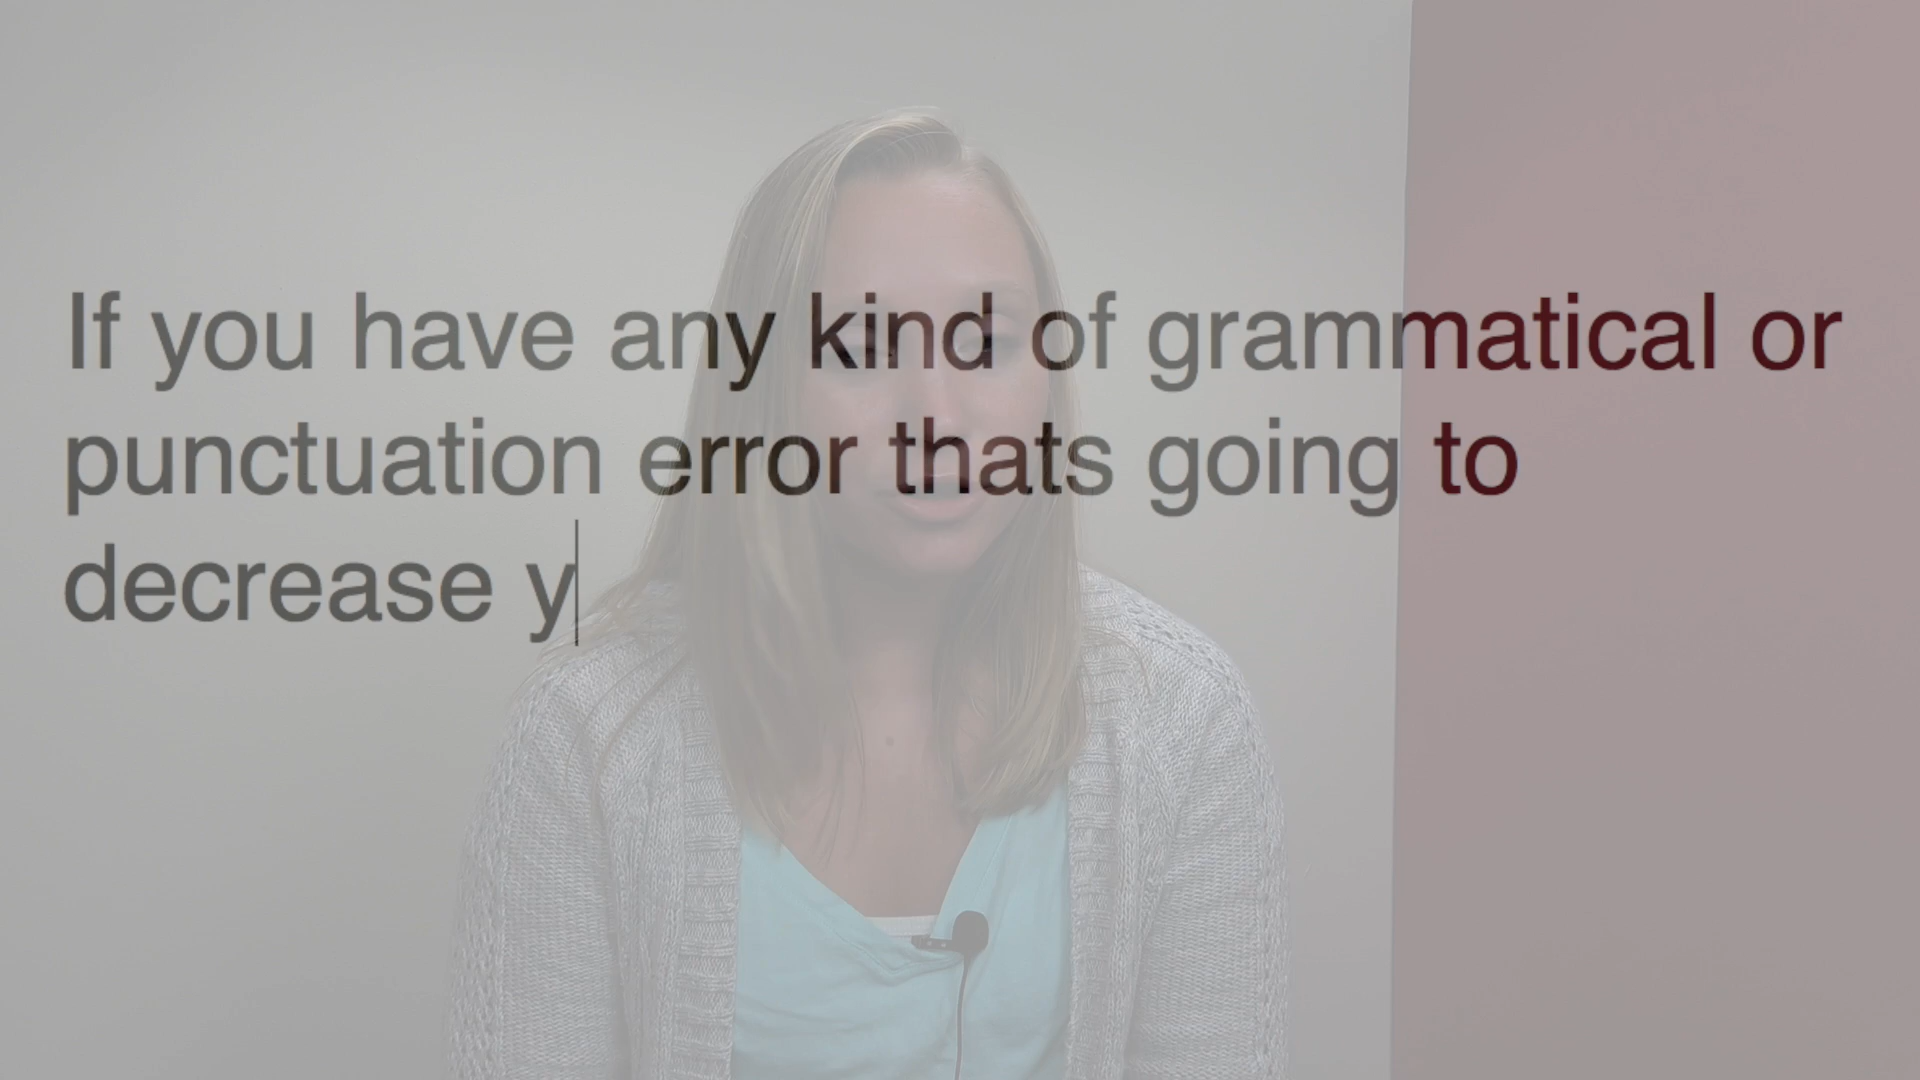 If you have any kind of grammatical or
punctuation error thats going to
decrease y